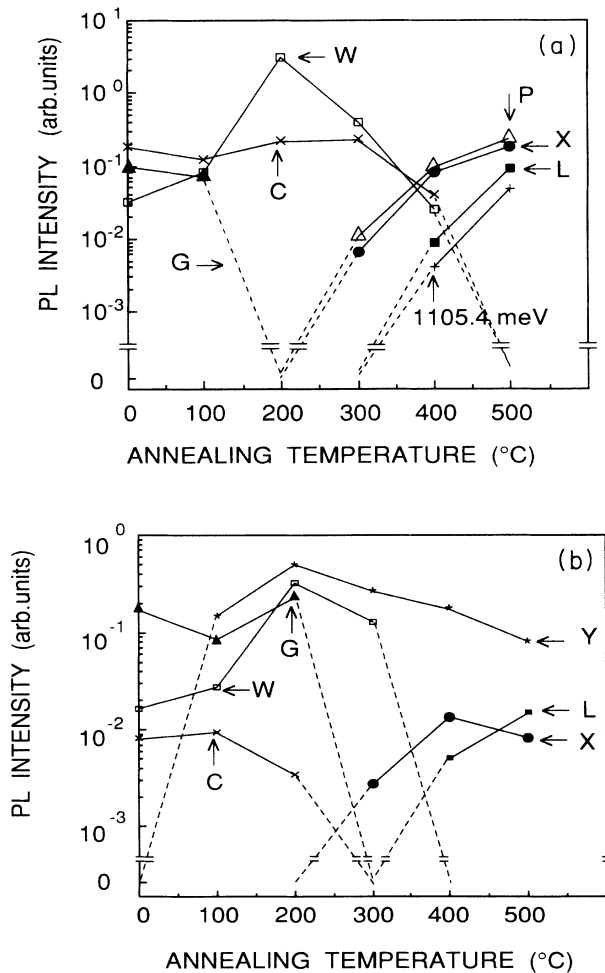 (a)
PL INTENSITY (arb.units)
10^1
10^0
10^-1
10^-2
10^-3
0
W
P
X
C
L
G
1105.4 meV
0 100 200 300 400 500
ANNEALING TEMPERATURE (°C)
(b)
PL INTENSITY (arb.units)
10^0
10^-1
10^-2
10^-3
0
Y
G
W
L
X
C
0 100 200 300 400 500
ANNEALING TEMPERATURE (°C)